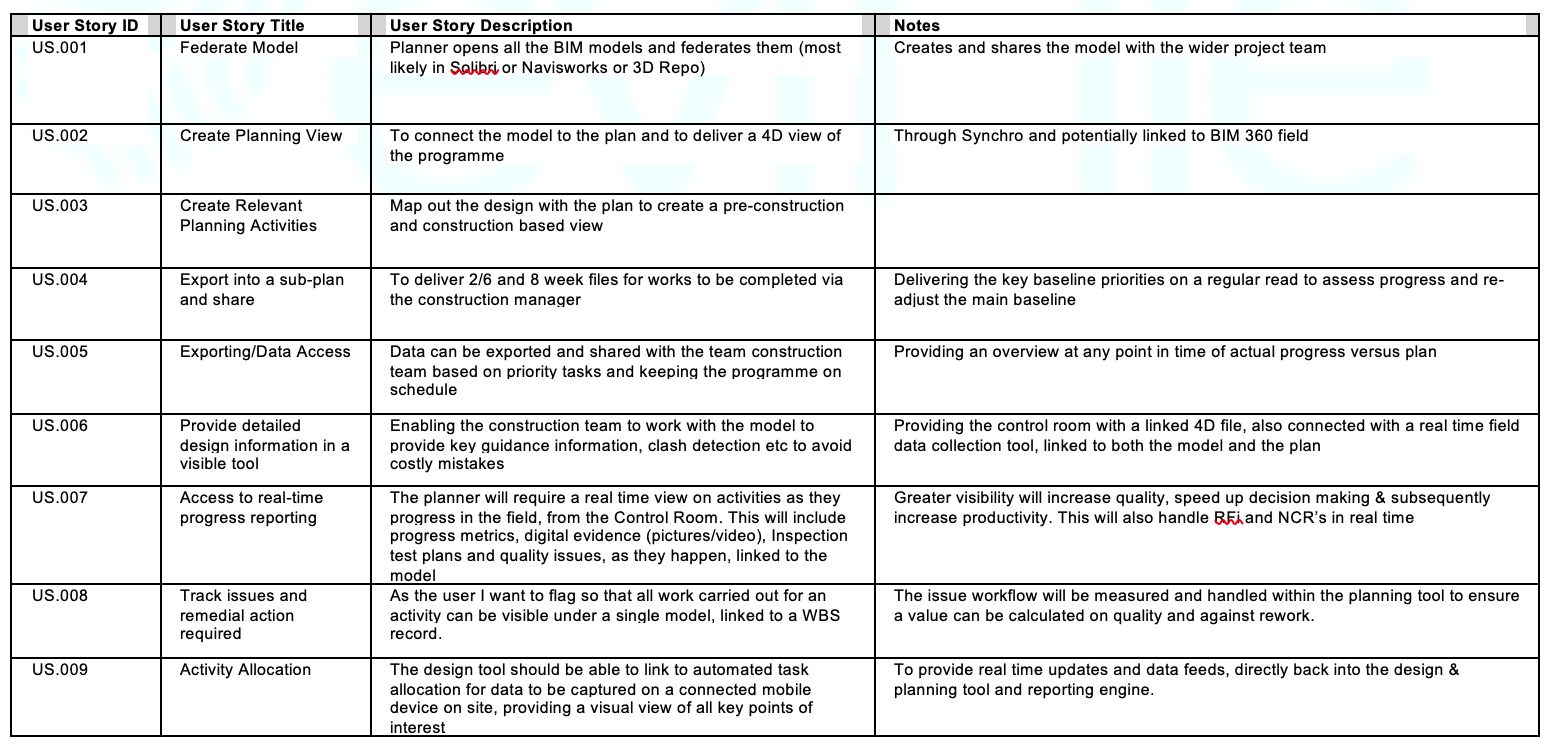 User Story ID User Story Title User Story Description Notes
US.001 Federate Model Planner opens all the BIM models and federates them (most Creates and shares the model with the wider project team
likely in Solibri or Navisworks or 3D Repo)
US.002 Create Planning View To connect the model to the plan and to deliver a 4D view of Through Synchro and potentially linked to BIM 360 field
the programme
US.003 Create Relevant Map out the design with the plan to create a pre-construction
Planning Activities and construction based view
US.004 Export into a sub-plan To deliver 2/6 and 8 week files for works to be completed via Delivering the key baseline priorities on a regular read to assess progress and re-
and share the construction manager adjust the main baseline
US.005 Exporting/Data Access Data can be exported and shared with the team construction Providing an overview at any point in time of actual progress versus plan
team based on priority tasks and keeping the programme on
schedule
US.006 Provide detailed Enabling the construction team to work with the model to Providing the control room with a linked 4D file, also connected with a real time field
design information in a provide key guidance information, clash detection etc to avoid data collection tool, linked to both the model and the plan
visible tool costly mistakes
US.007 Access to real-time The planner will require a real time view on activities as they Greater visibility will increase quality, speed up decision making & subsequently
progress reporting progress in the field, from the Control Room. This will include increase productivity. This will also handle RFi and NCR's in real time
progress metrics, digital evidence (pictures/video), Inspection
test plans and quality issues, as they happen, linked to the
model
US.008 Track issues and As the user I want to flag so that all work carried out for an The issue workflow will be measured and handled within the planning tool to ensure
remedial action activity can be visible under a single model, linked to a WBS a value can be calculated on quality and against rework.
required record.
US.009 Activity Allocation The design tool should be able to link to automated task To provide real time updates and data feeds, directly back into the design &
allocation for data to be captured on a connected mobile planning tool and reporting engine.
device on site, providing a visual view of all key points of
interest